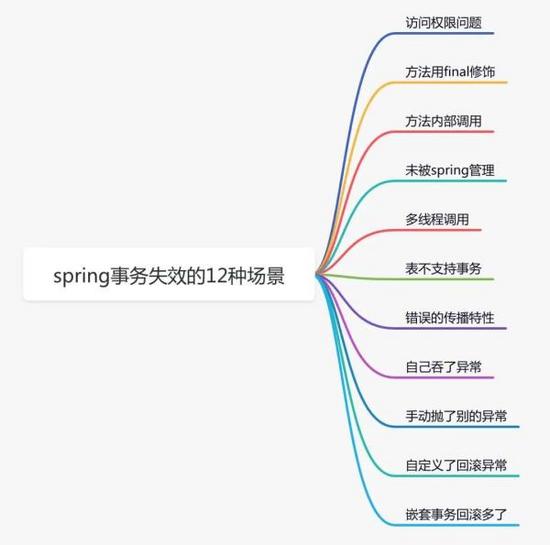 访问权限问题
方法用final修饰
方法内部调用
未被spring管理
多线程调用
spring事务失效的12种场景
表不支持事务
错误的传播特性
自己吞了异常
手动抛了别的异常
自定义了回滚异常
嵌套事务回滚多了